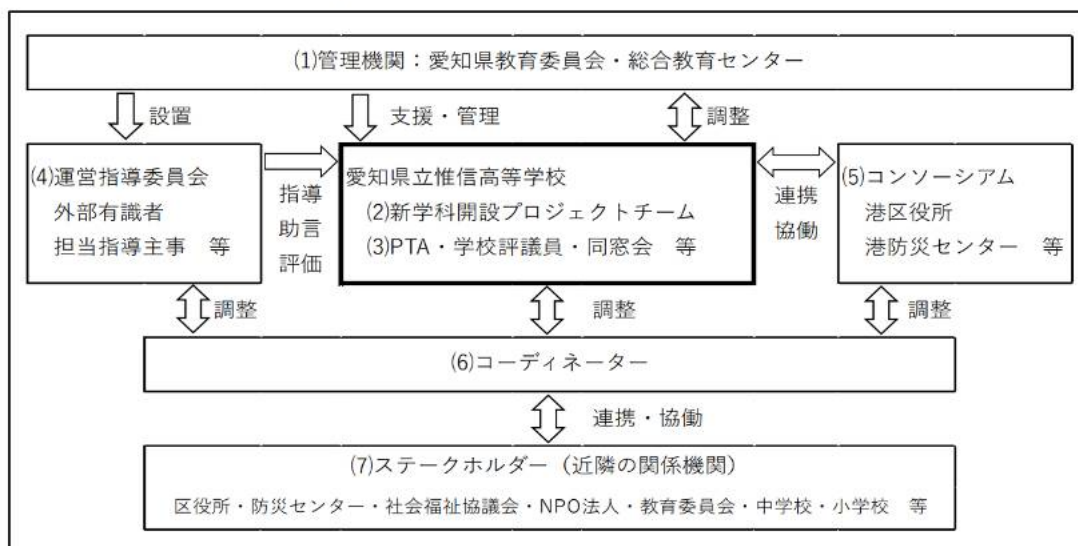 (1)管理機関：愛知県教育委員会・総合教育センター
設置
支援・管理
調整
(4)運営指導委員会
外部有識者
担当指導主事　等
指導
助言
評価
愛知県立惟信高等学校
(2)新学科開設プロジェクトチーム
(3)PTA・学校評議員・同窓会　等
連携
協働
(5)コンソーシアム
港区役所
港防災センター　等
調整
調整
調整
(6)コーディネーター
連携・協働
(7)ステークホルダー（近隣の関係機関）
区役所・防災センター・社会福祉協議会・NPO法人・教育委員会・中学校・小学校　等